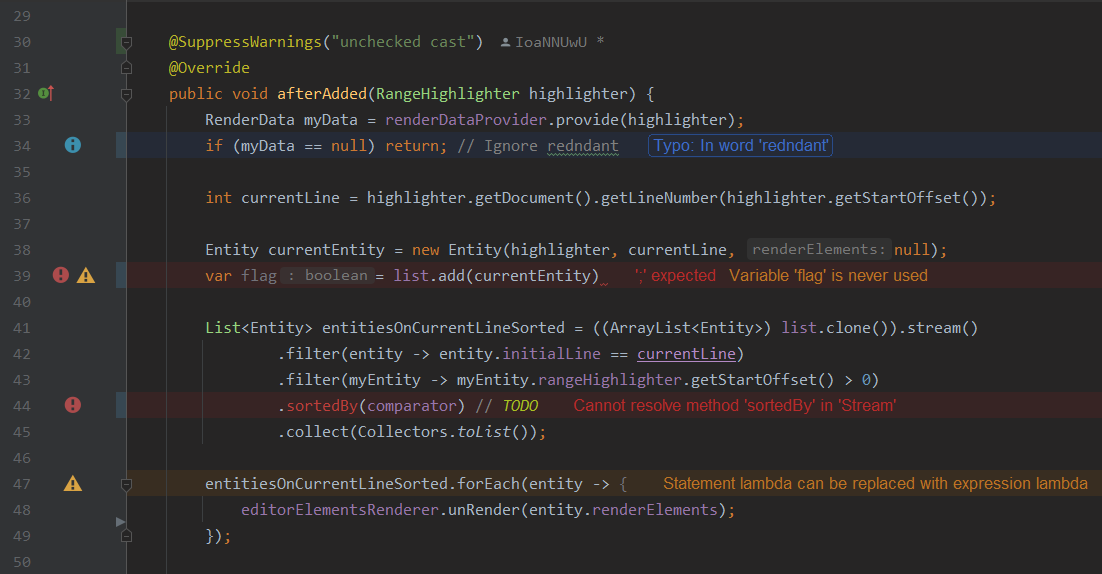 29
30 @SuppressWarnings("unchecked cast") IoaNNUwU *
31 @Override
32 public void afterAdded(RangeHighlighter highlighter) {
33 RenderData myData = renderDataProvider.provide(highlighter);
34 if (myData == null) return; // Ignore redndant Typo: In word 'redndant'
35
36 int currentLine = highlighter.getDocument().getLineNumber(highlighter.getStartOffset());
37
38 Entity currentEntity = new Entity(highlighter, currentLine, renderElements: null);
39 var flag : boolean = list.add(currentEntity) ';' expected Variable 'flag' is never used
40
41 List<Entity> entitiesOnCurrentLineSorted = ((ArrayList<Entity>) list.clone()).stream()
42 .filter(entity -> entity.initialLine == currentLine)
43 .filter(myEntity -> myEntity.rangeHighlighter.getStartOffset() > 0)
44 .sortedBy(comparator) // TODO Cannot resolve method 'sortedBy' in 'Stream'
45 .collect(Collectors.toList());
46
47 entitiesOnCurrentLineSorted.forEach(entity -> { Statement lambda can be replaced with expression lambda
48 editorElementsRenderer.unRender(entity.renderElements);
49 });
50